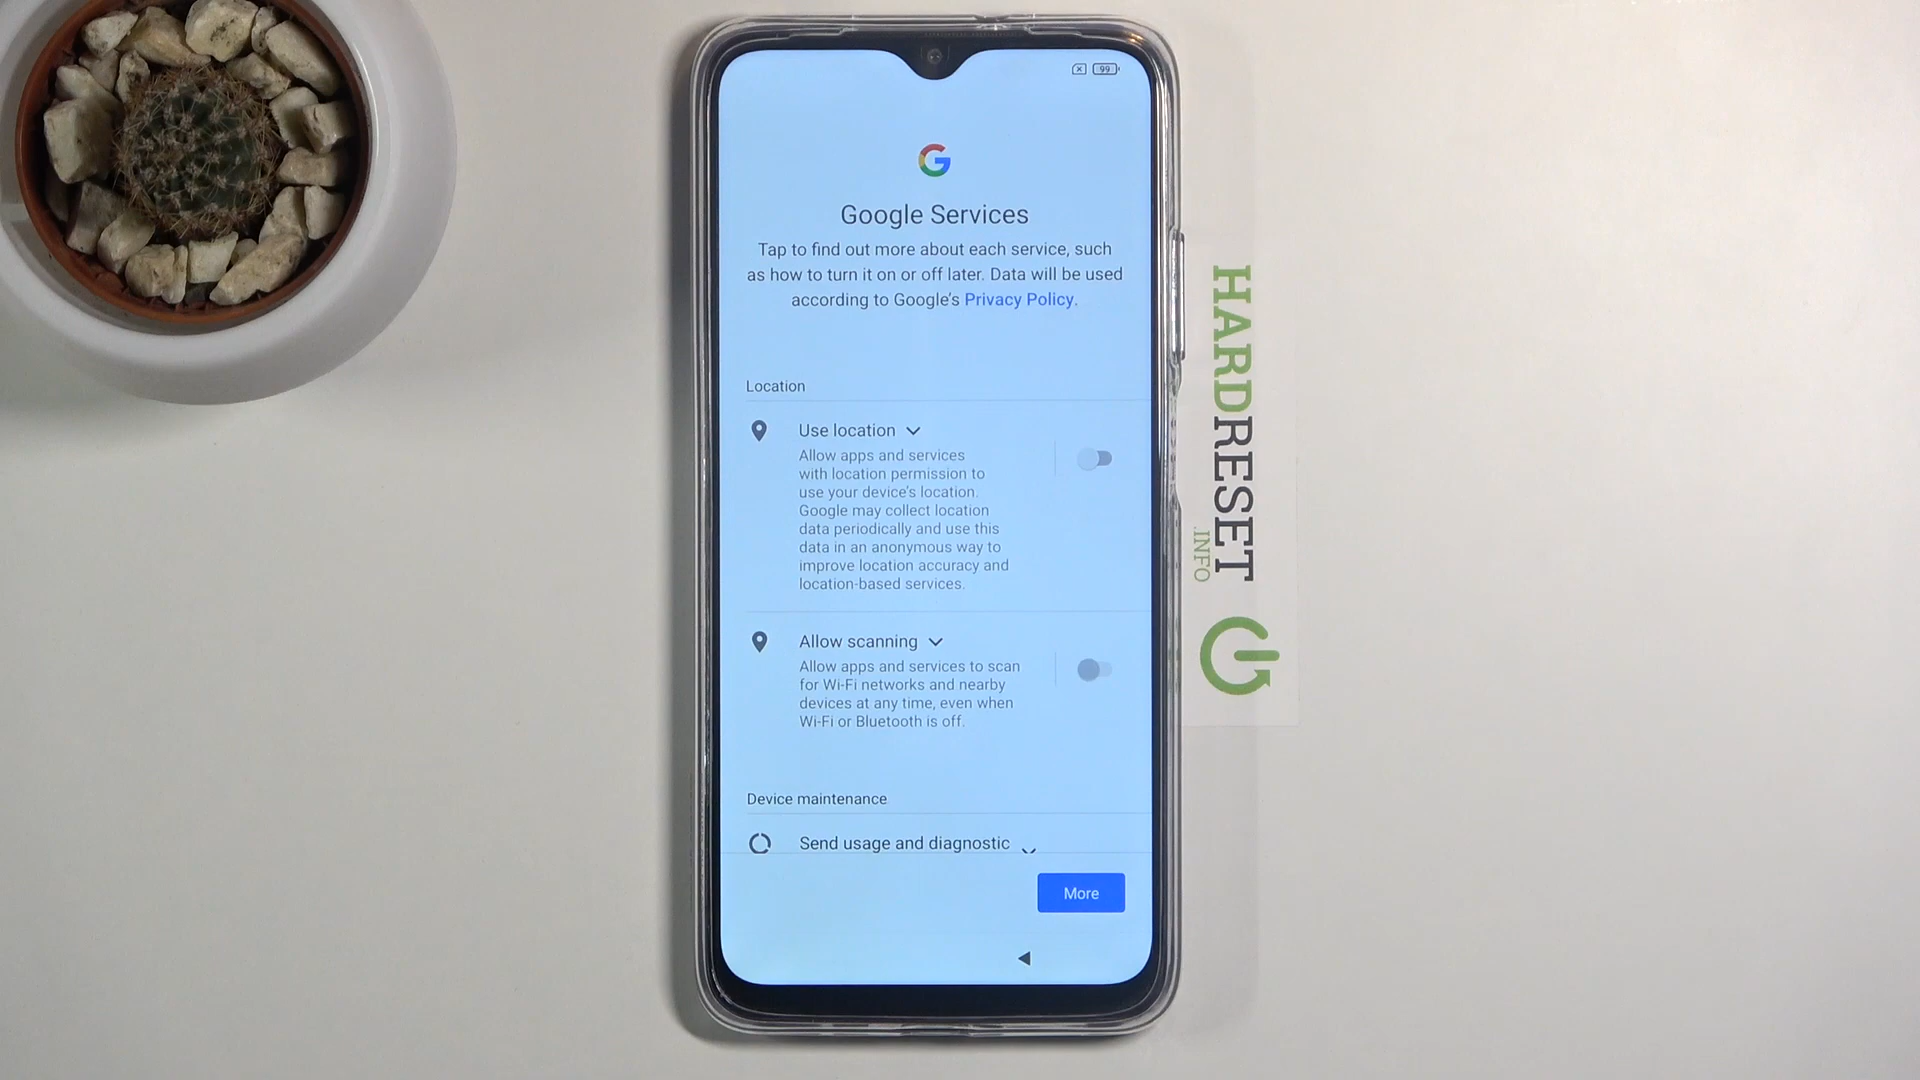 99
Google Services
Tap to find out more about each service, such
as how to turn it on or off later. Data will be used
according to Google's Privacy Policy.
Location
Use location
Allow apps and services
with location permission to
use your device's location.
Google may collect location
data periodically and use this
data in an anonymous way to
improve location accuracy and
location-based services.
Allow scanning
Allow apps and services to scan
for Wi-Fi networks and nearby
devices at any time, even when
Wi-Fi or Bluetooth is off.
Device maintenance
Send usage and diagnostic
More
HARDRESET
.INFO